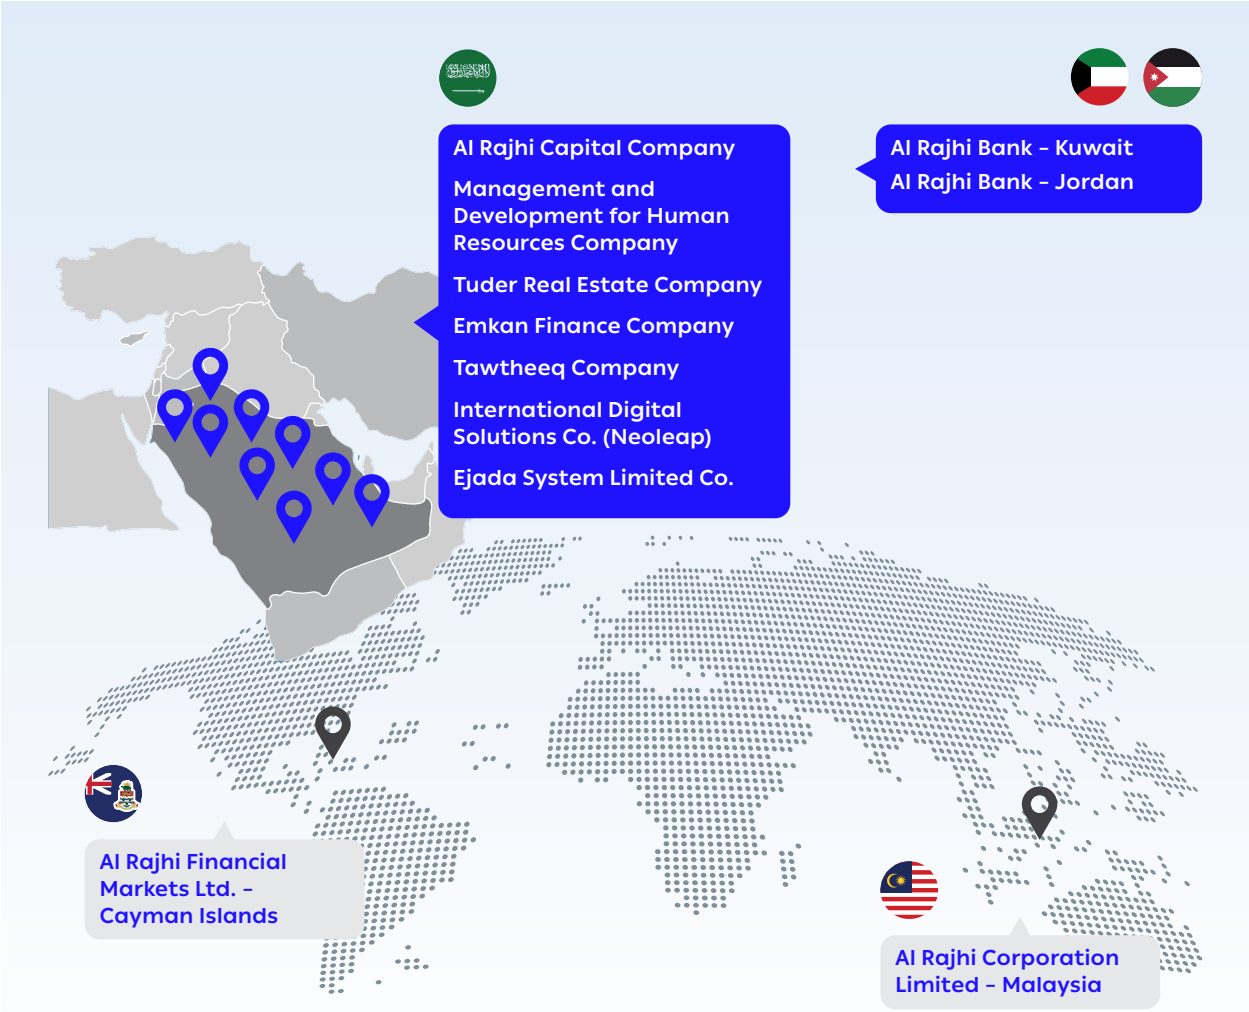 Al Rajhi Capital Company
Management and
Development for Human
Resources Company
Tuder Real Estate Company
Emkan Finance Company
Tawtheeq Company
International Digital
Solutions Co. (Neoleap)
Ejada System Limited Co.
Al Rajhi Bank – Kuwait
Al Rajhi Bank – Jordan
Al Rajhi Financial
Markets Ltd. –
Cayman Islands
Al Rajhi Corporation
Limited – Malaysia